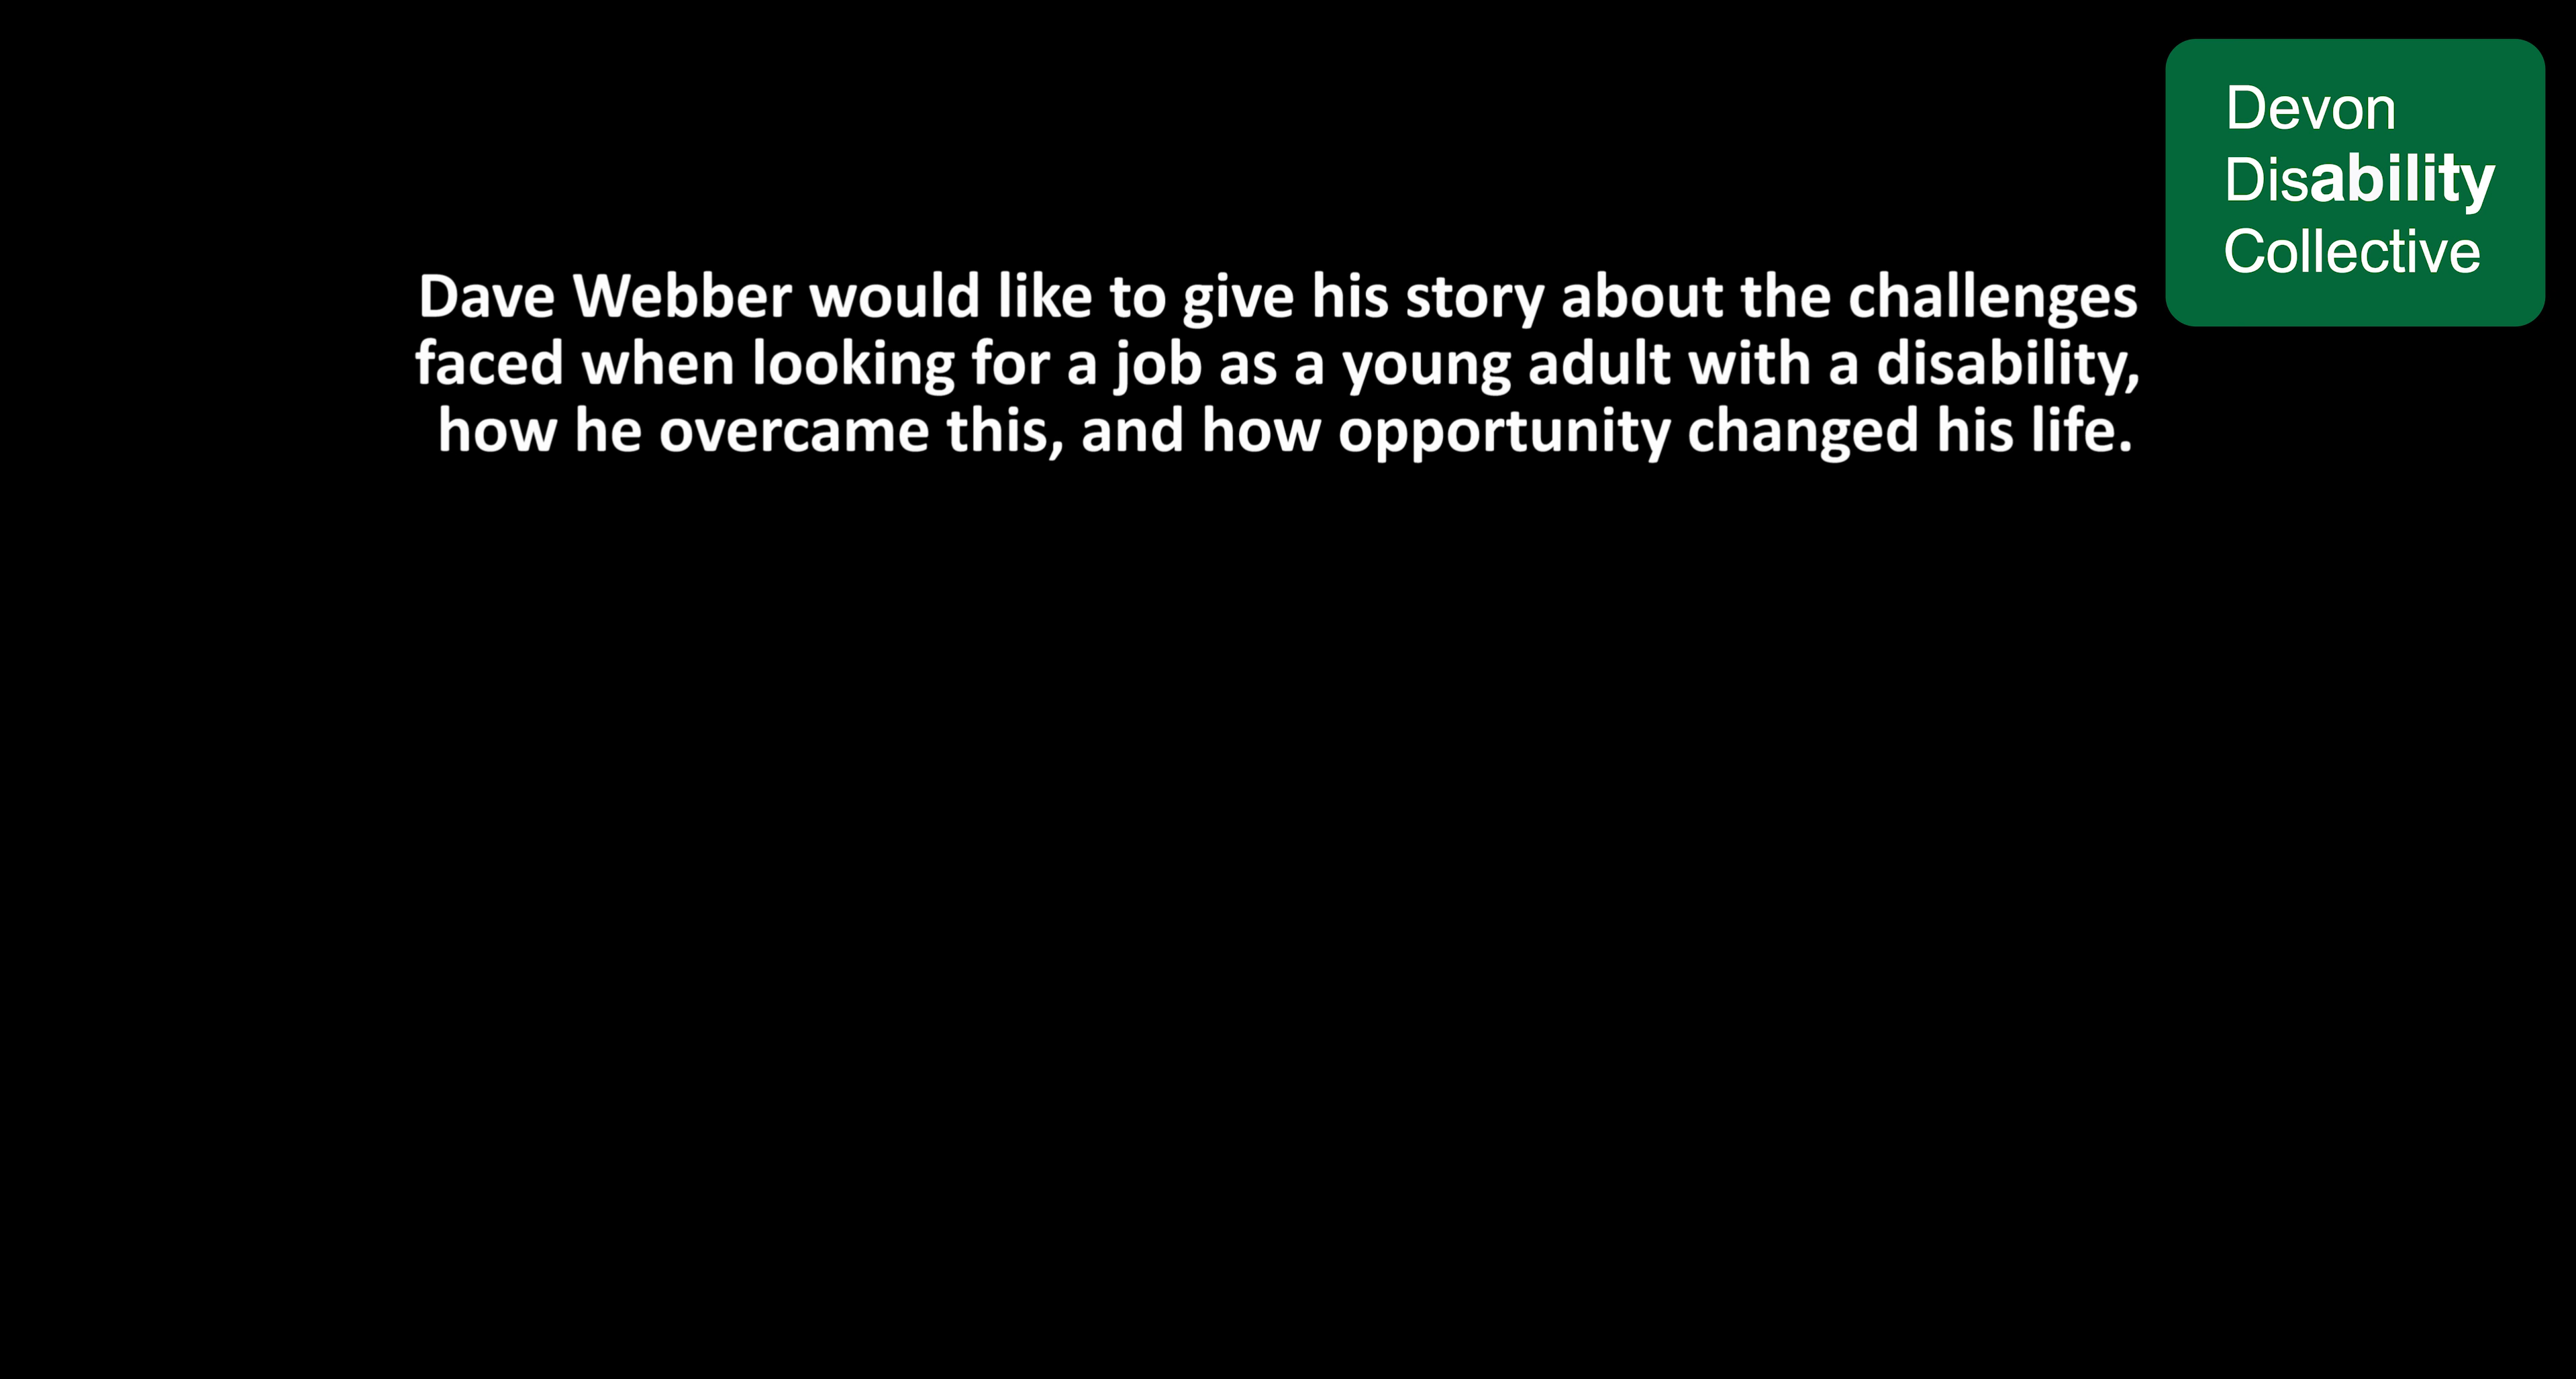 Devon
Disability
Collective
Dave Webber would like to give his story about the challenges
faced when looking for a job as a young adult with a disability,
how he overcame this, and how opportunity changed his life.